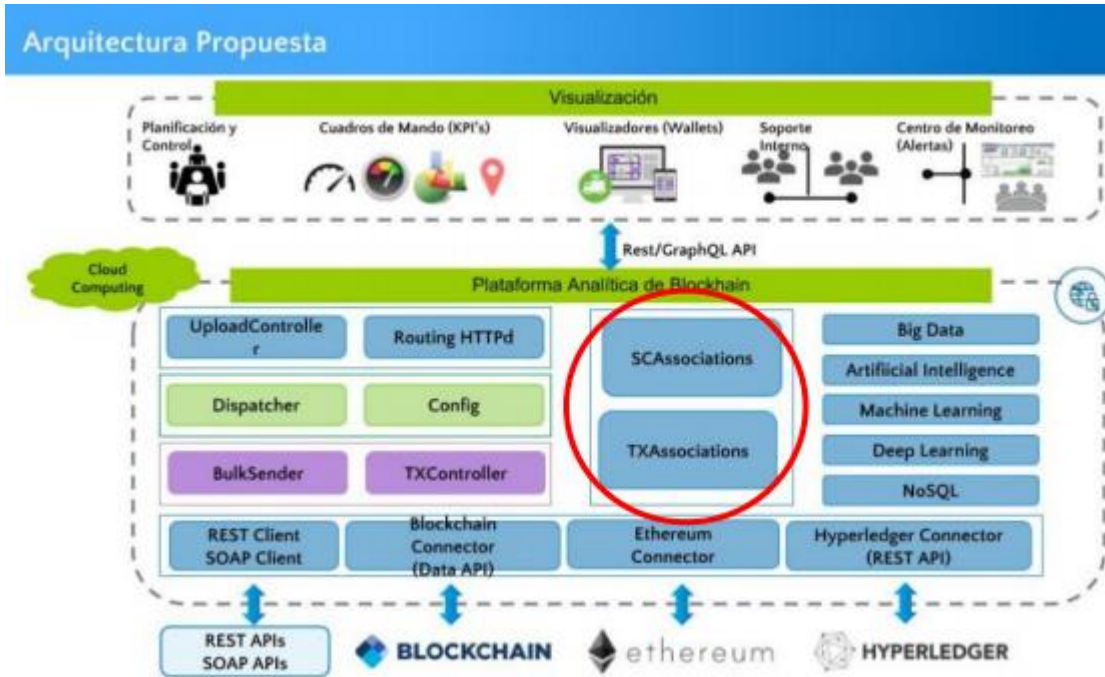 Arquitectura Propuesta
Visualización
Planificación y
Control
Cuadros de Mando (KPI's)
Visualizadores (Wallets)
Soporte
Interno
Centro de Monitoreo
(Alertas)
Rest/GraphQL API
Cloud
Computing
Plataforma Analítica de Blockhain
UploadControlle
r
Routing HTTPd
SCAssociations
Big Data
Artifiicial Intelligence
Dispatcher
Config
Machine Learning
TXAssociations
Deep Learning
BulkSender
TXController
NoSQL
REST Client
SOAP Client
Blockchain
Connector
(Data API)
Ethereum
Connector
Hyperledger Connector
(REST API)
REST APIs
SOAP APIs
BLOCKCHAIN
ethereum
HYPERLEDGER